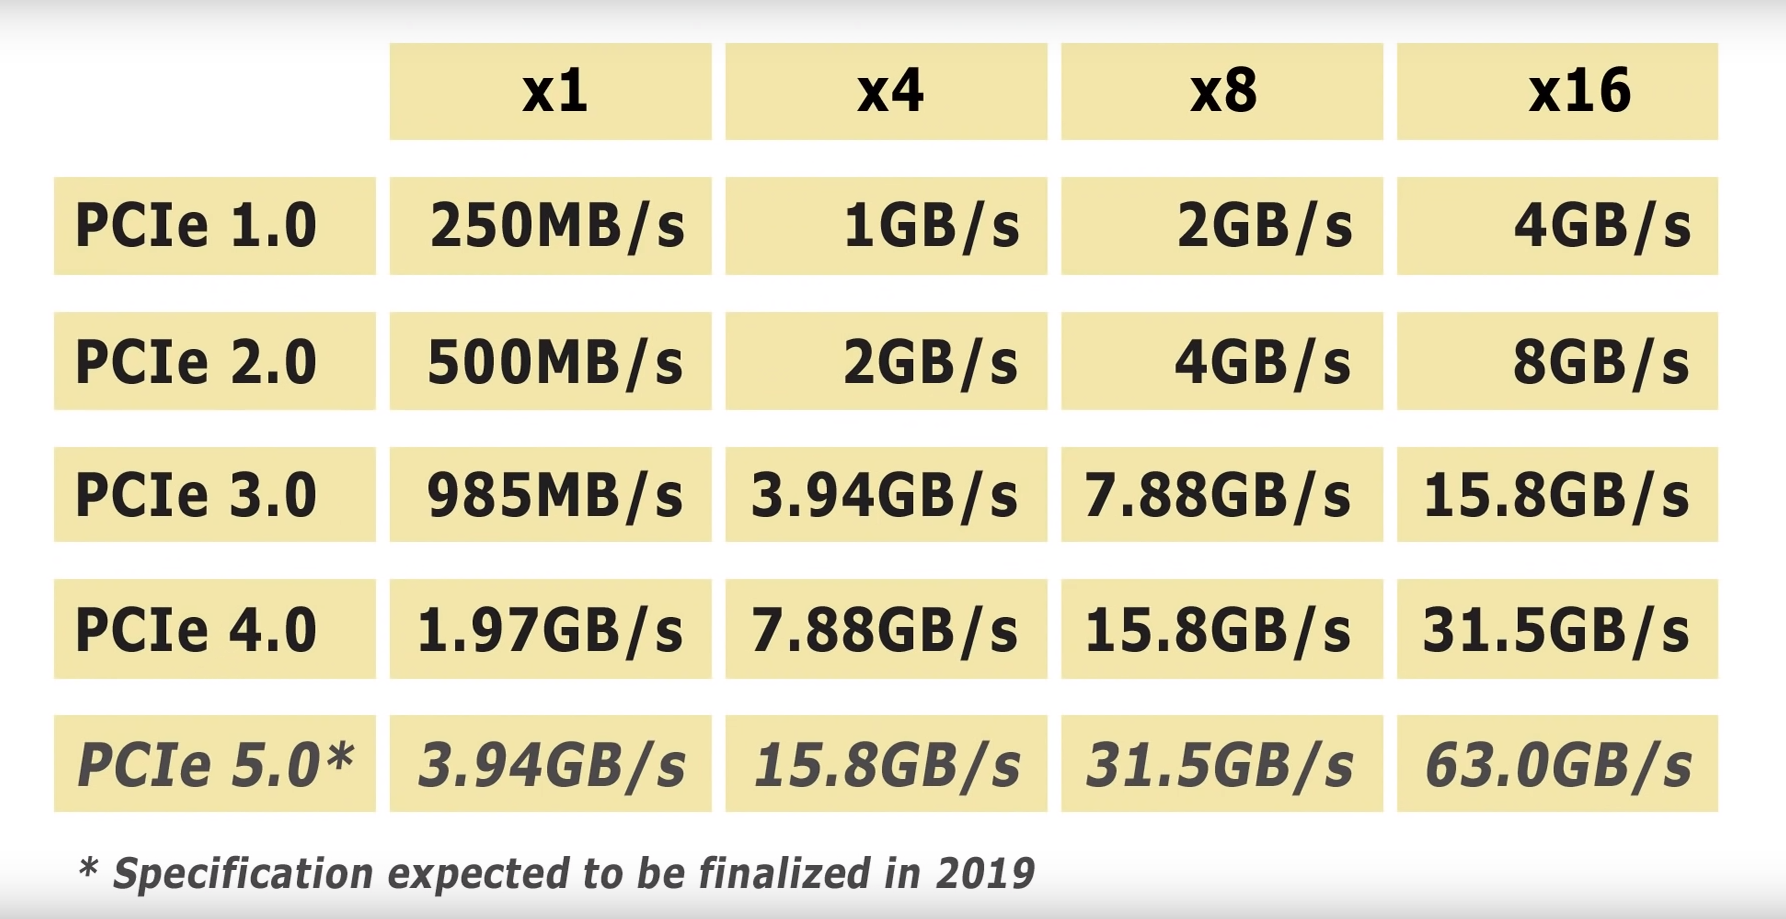 x1 x4 x8 x16
PCIe 1.0 250MB/s 1GB/s 2GB/s 4GB/s
PCIe 2.0 500MB/s 2GB/s 4GB/s 8GB/s
PCIe 3.0 985MB/s 3.94GB/s 7.88GB/s 15.8GB/s
PCIe 4.0 1.97GB/s 7.88GB/s 15.8GB/s 31.5GB/s
PCIe 5.0* 3.94GB/s 15.8GB/s 31.5GB/s 63.0GB/s
* Specification expected to be finalized in 2019